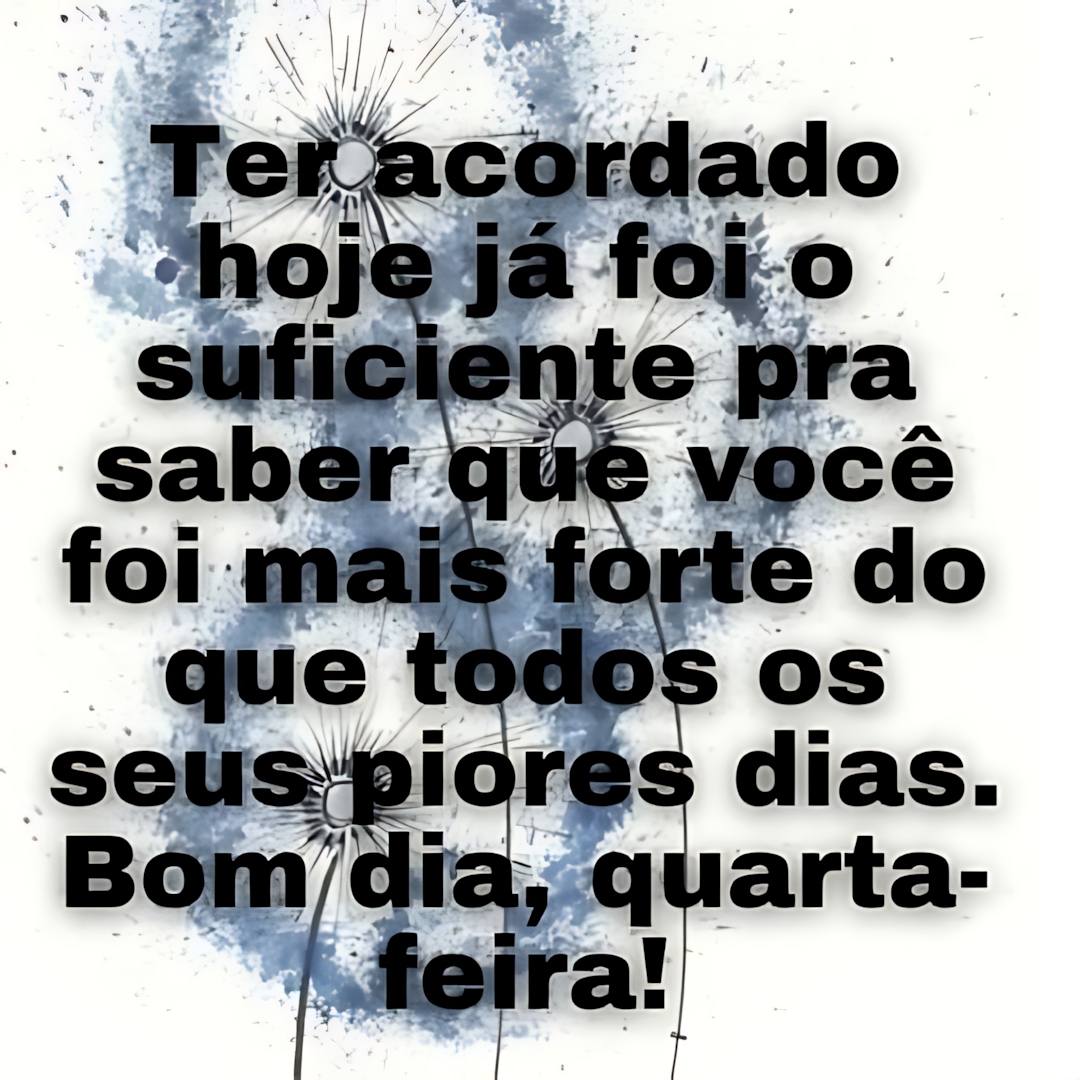 Ter acordado
hoje já foi o
suficiente pra
saber que você
foi mais forte do
que todos os
seus piores dias.
Bom dia, quarta-
feira!